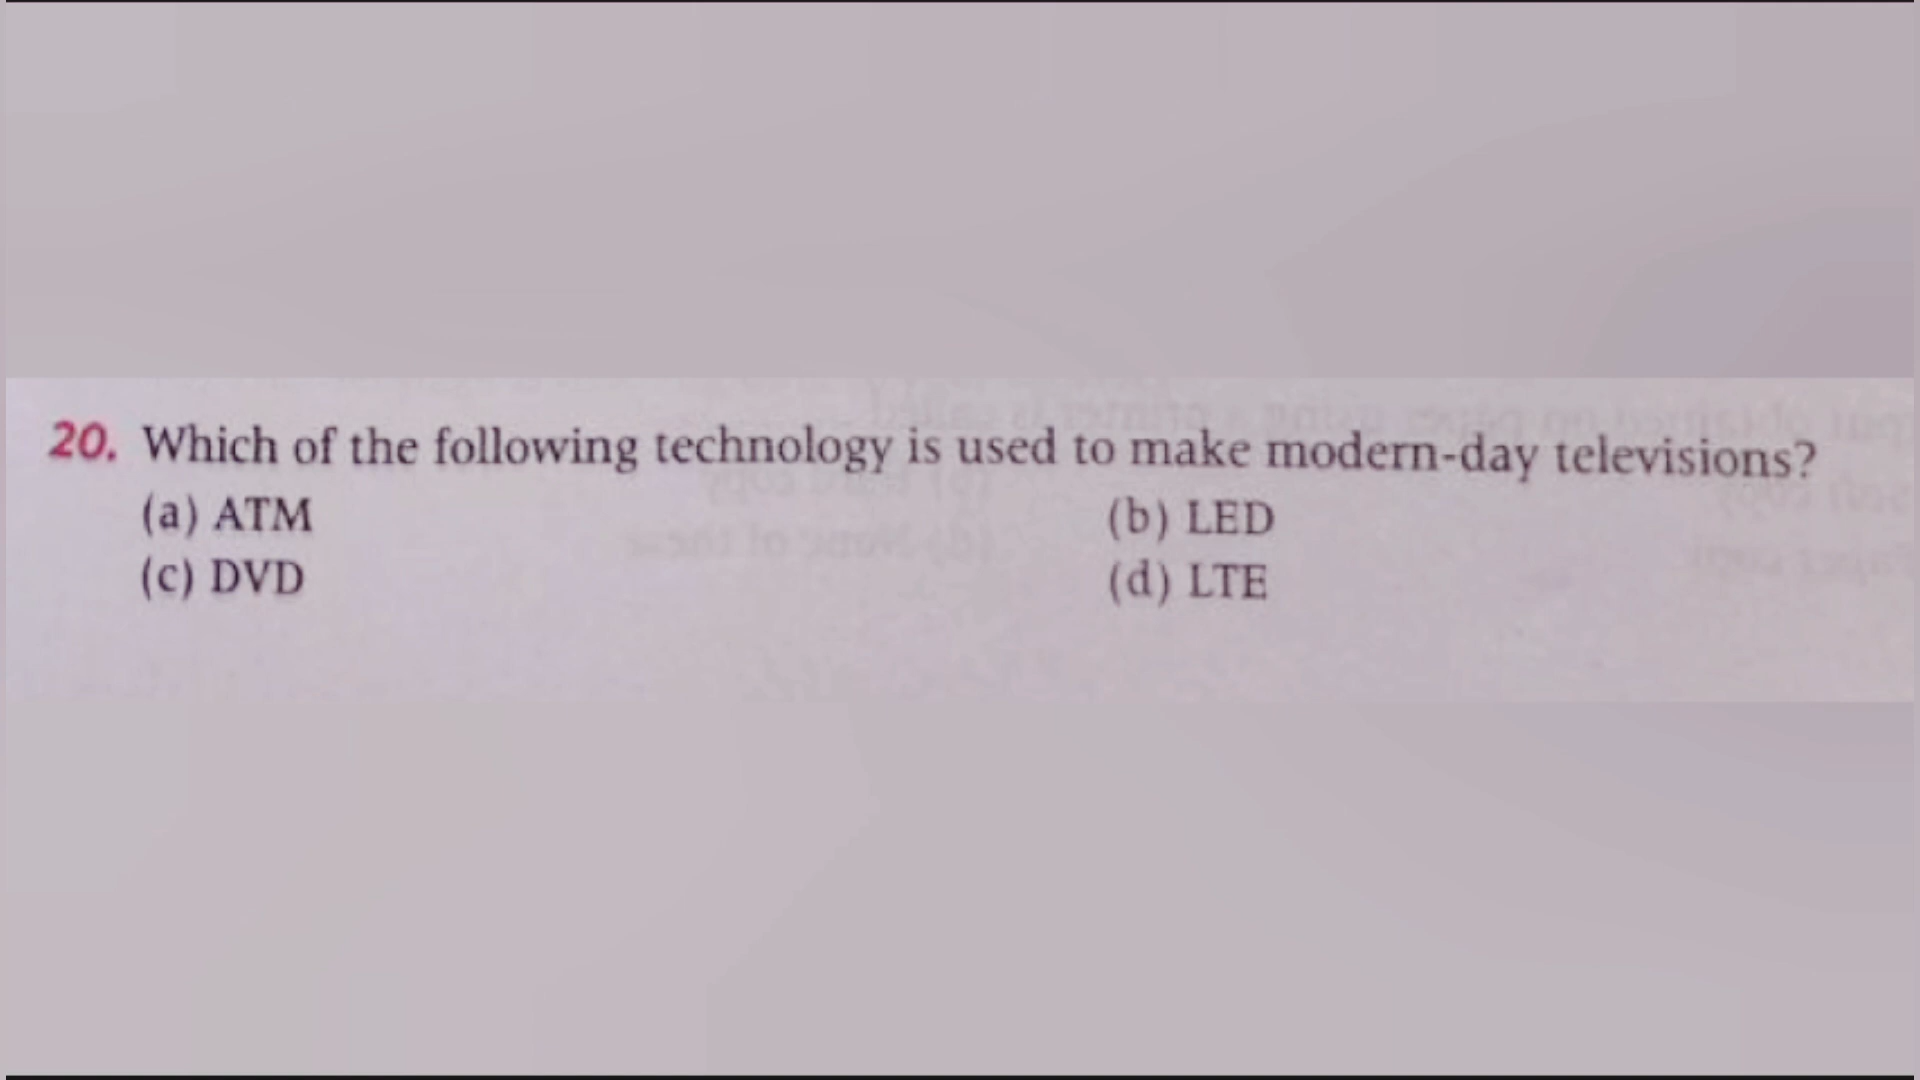 20. Which of the following technology is used to make modern-day televisions?
(a) ATM
(b) LED
(c) DVD
(d) LTE